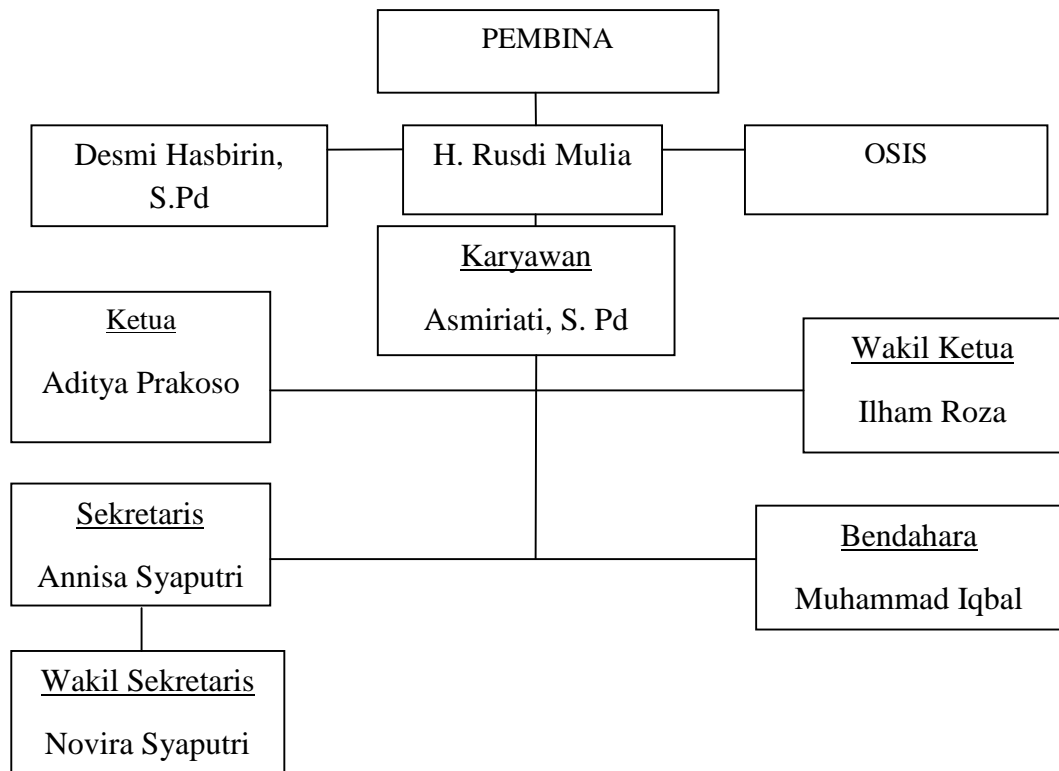 PEMBINA
Desmi Hasbirin,
S.Pd
H. Rusdi Mulia
OSIS
Karyawan
Asmiriati, S. Pd
Ketua
Aditya Prakoso
Wakil Ketua
Ilham Roza
Sekretaris
Annisa Syaputri
Bendahara
Muhammad Iqbal
Wakil Sekretaris
Novira Syaputri